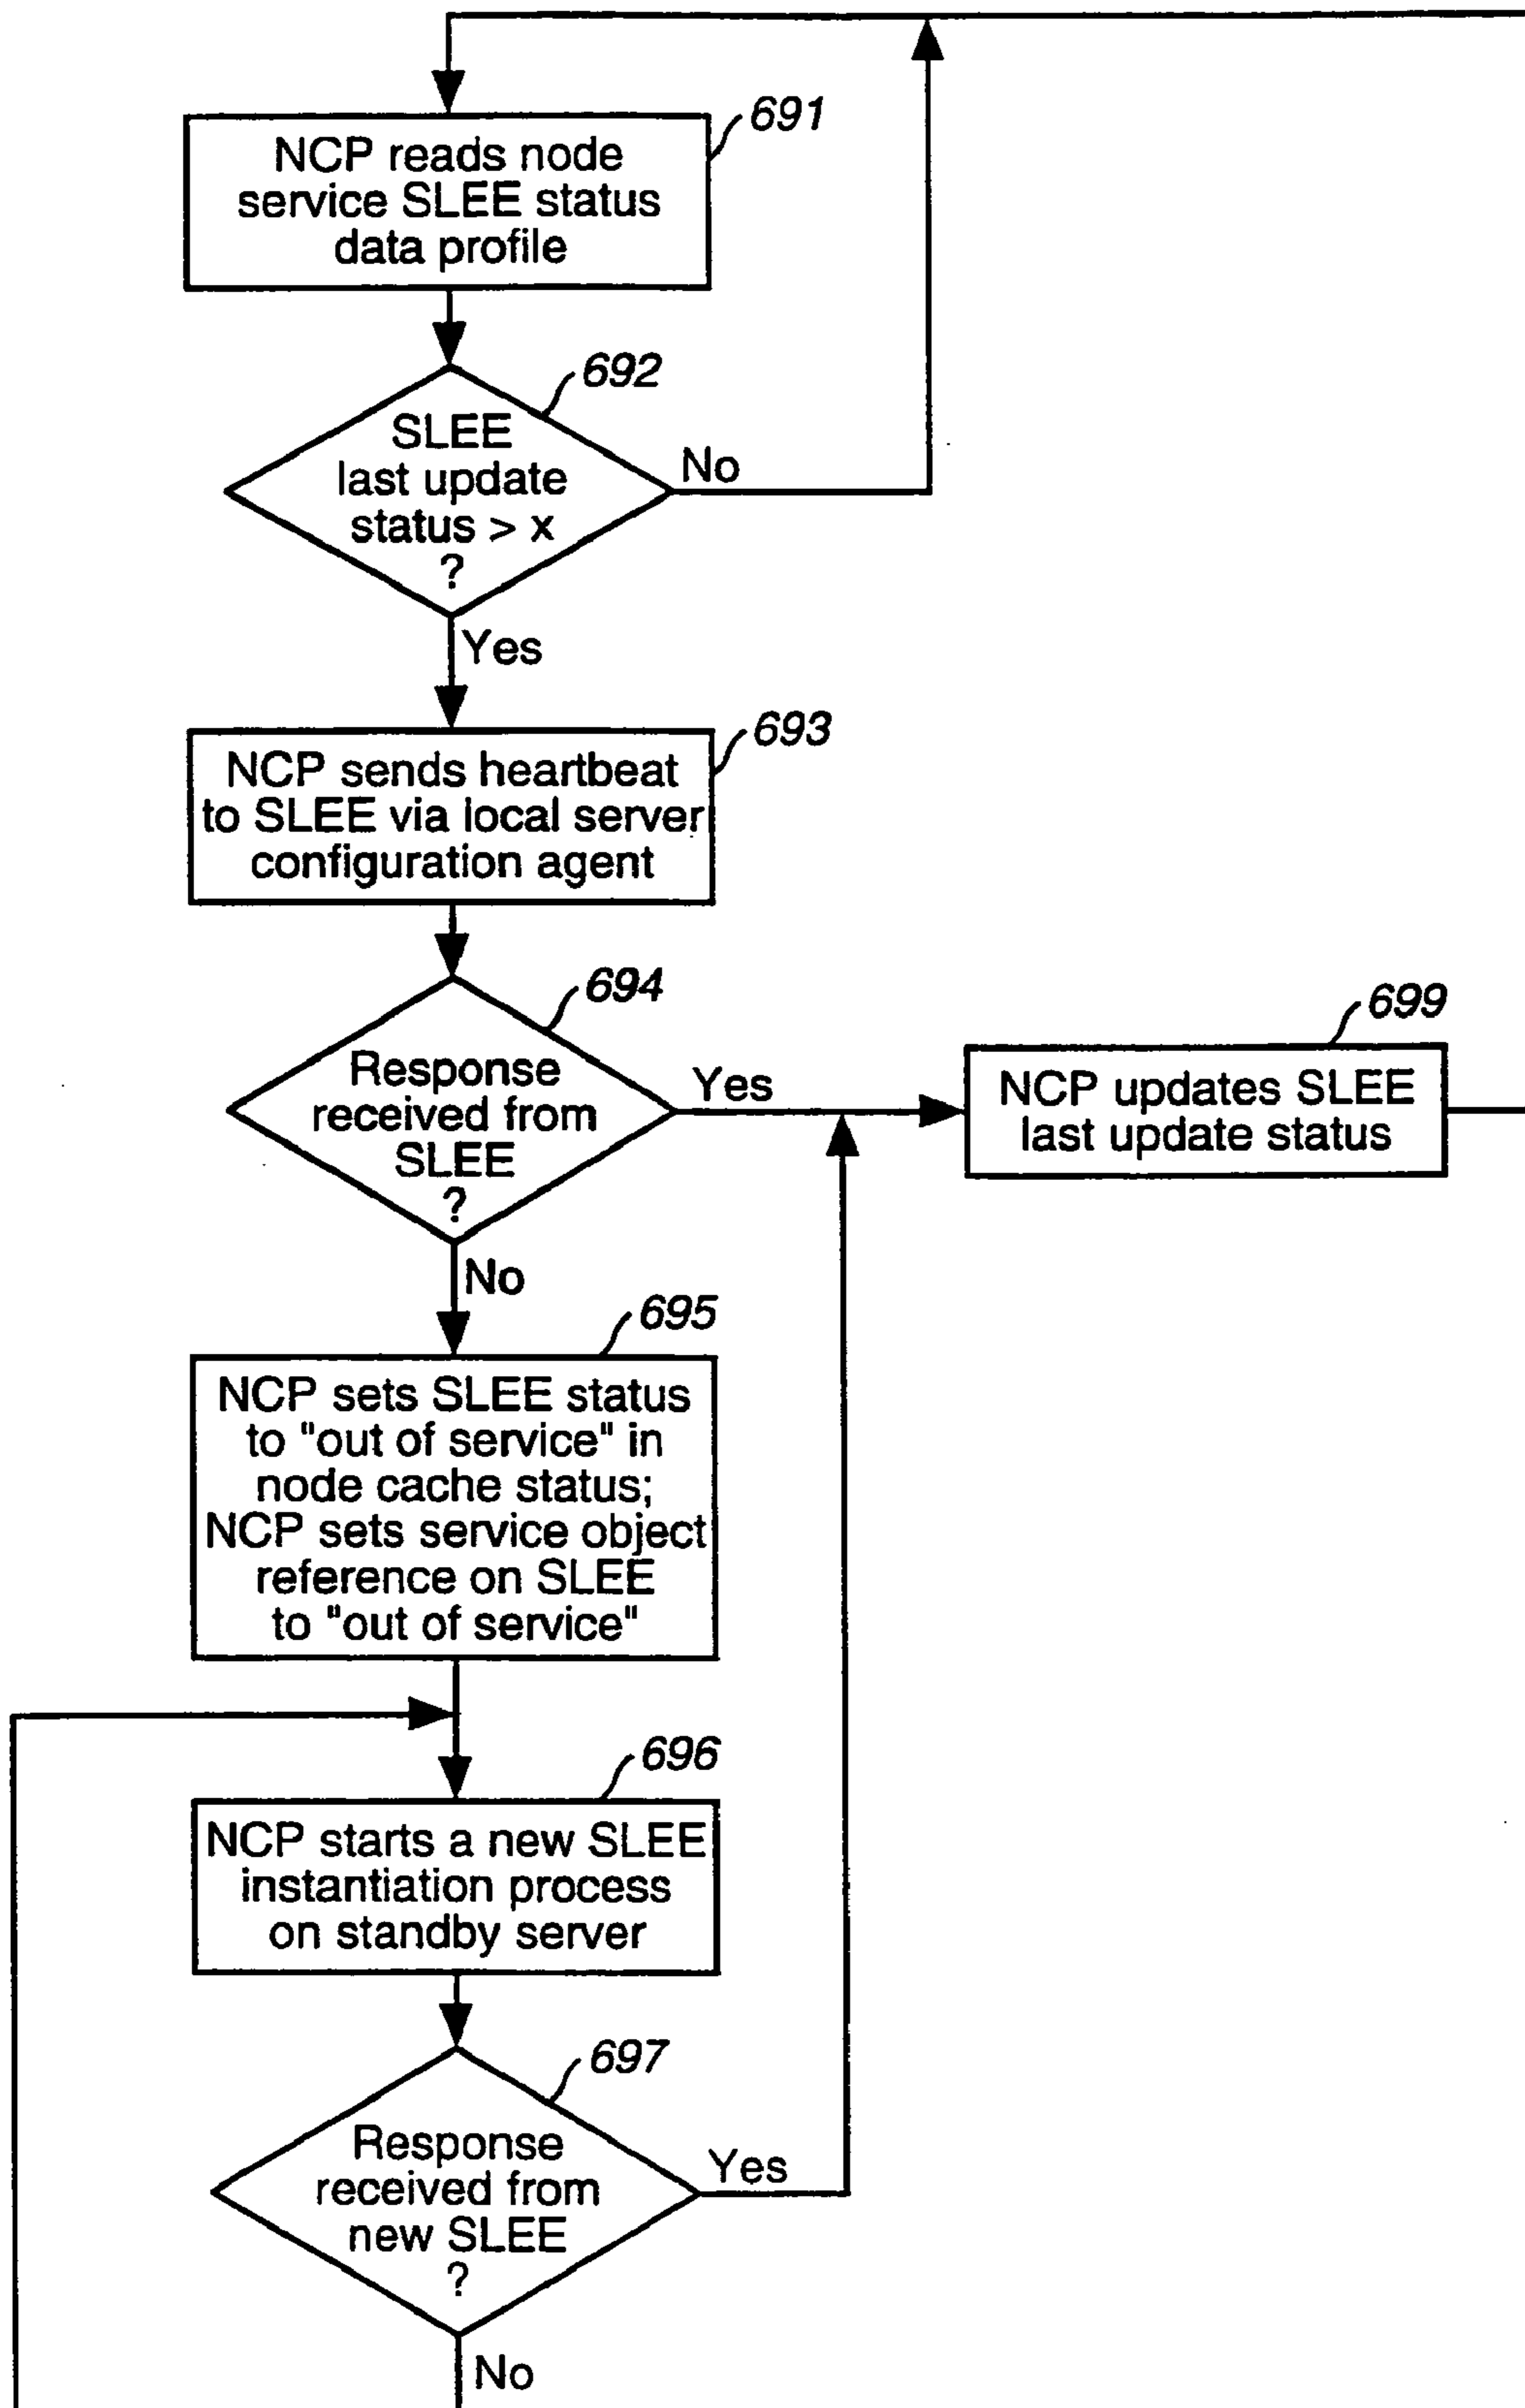 691
NCP reads node
service SLEE status
data profile
692
SLEE
last update
status > x
?
No
Yes
693
NCP sends heartbeat
to SLEE via local server
configuration agent
694
Response
received from
SLEE
?
Yes
699
NCP updates SLEE
last update status
No
695
NCP sets SLEE status
to "out of service" in
node cache status;
NCP sets service object
reference on SLEE
to "out of service"
696
NCP starts a new SLEE
instantiation process
on standby server
697
Response
received from
new SLEE
?
Yes
No